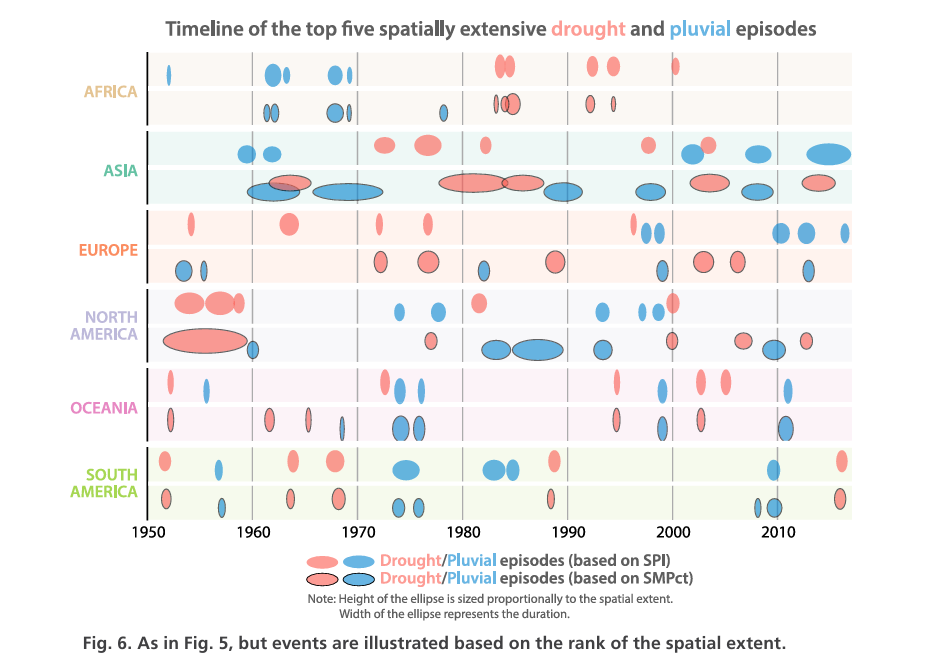 Timeline of the top five spatially extensive drought and pluvial episodes
AFRICA
ASIA
EUROPE
NORTH
AMERICA
OCEANIA
SOUTH
AMERICA
1950 1960 1970 1980 1990 2000 2010
Drought/Pluvial episodes (based on SPI)
Drought/Pluvial episodes (based on SMPct)
Note: Height of the ellipse is sized proportionally to the spatial extent.
Width of the ellipse represents the duration.
Fig. 6. As in Fig. 5, but events are illustrated based on the rank of the spatial extent.